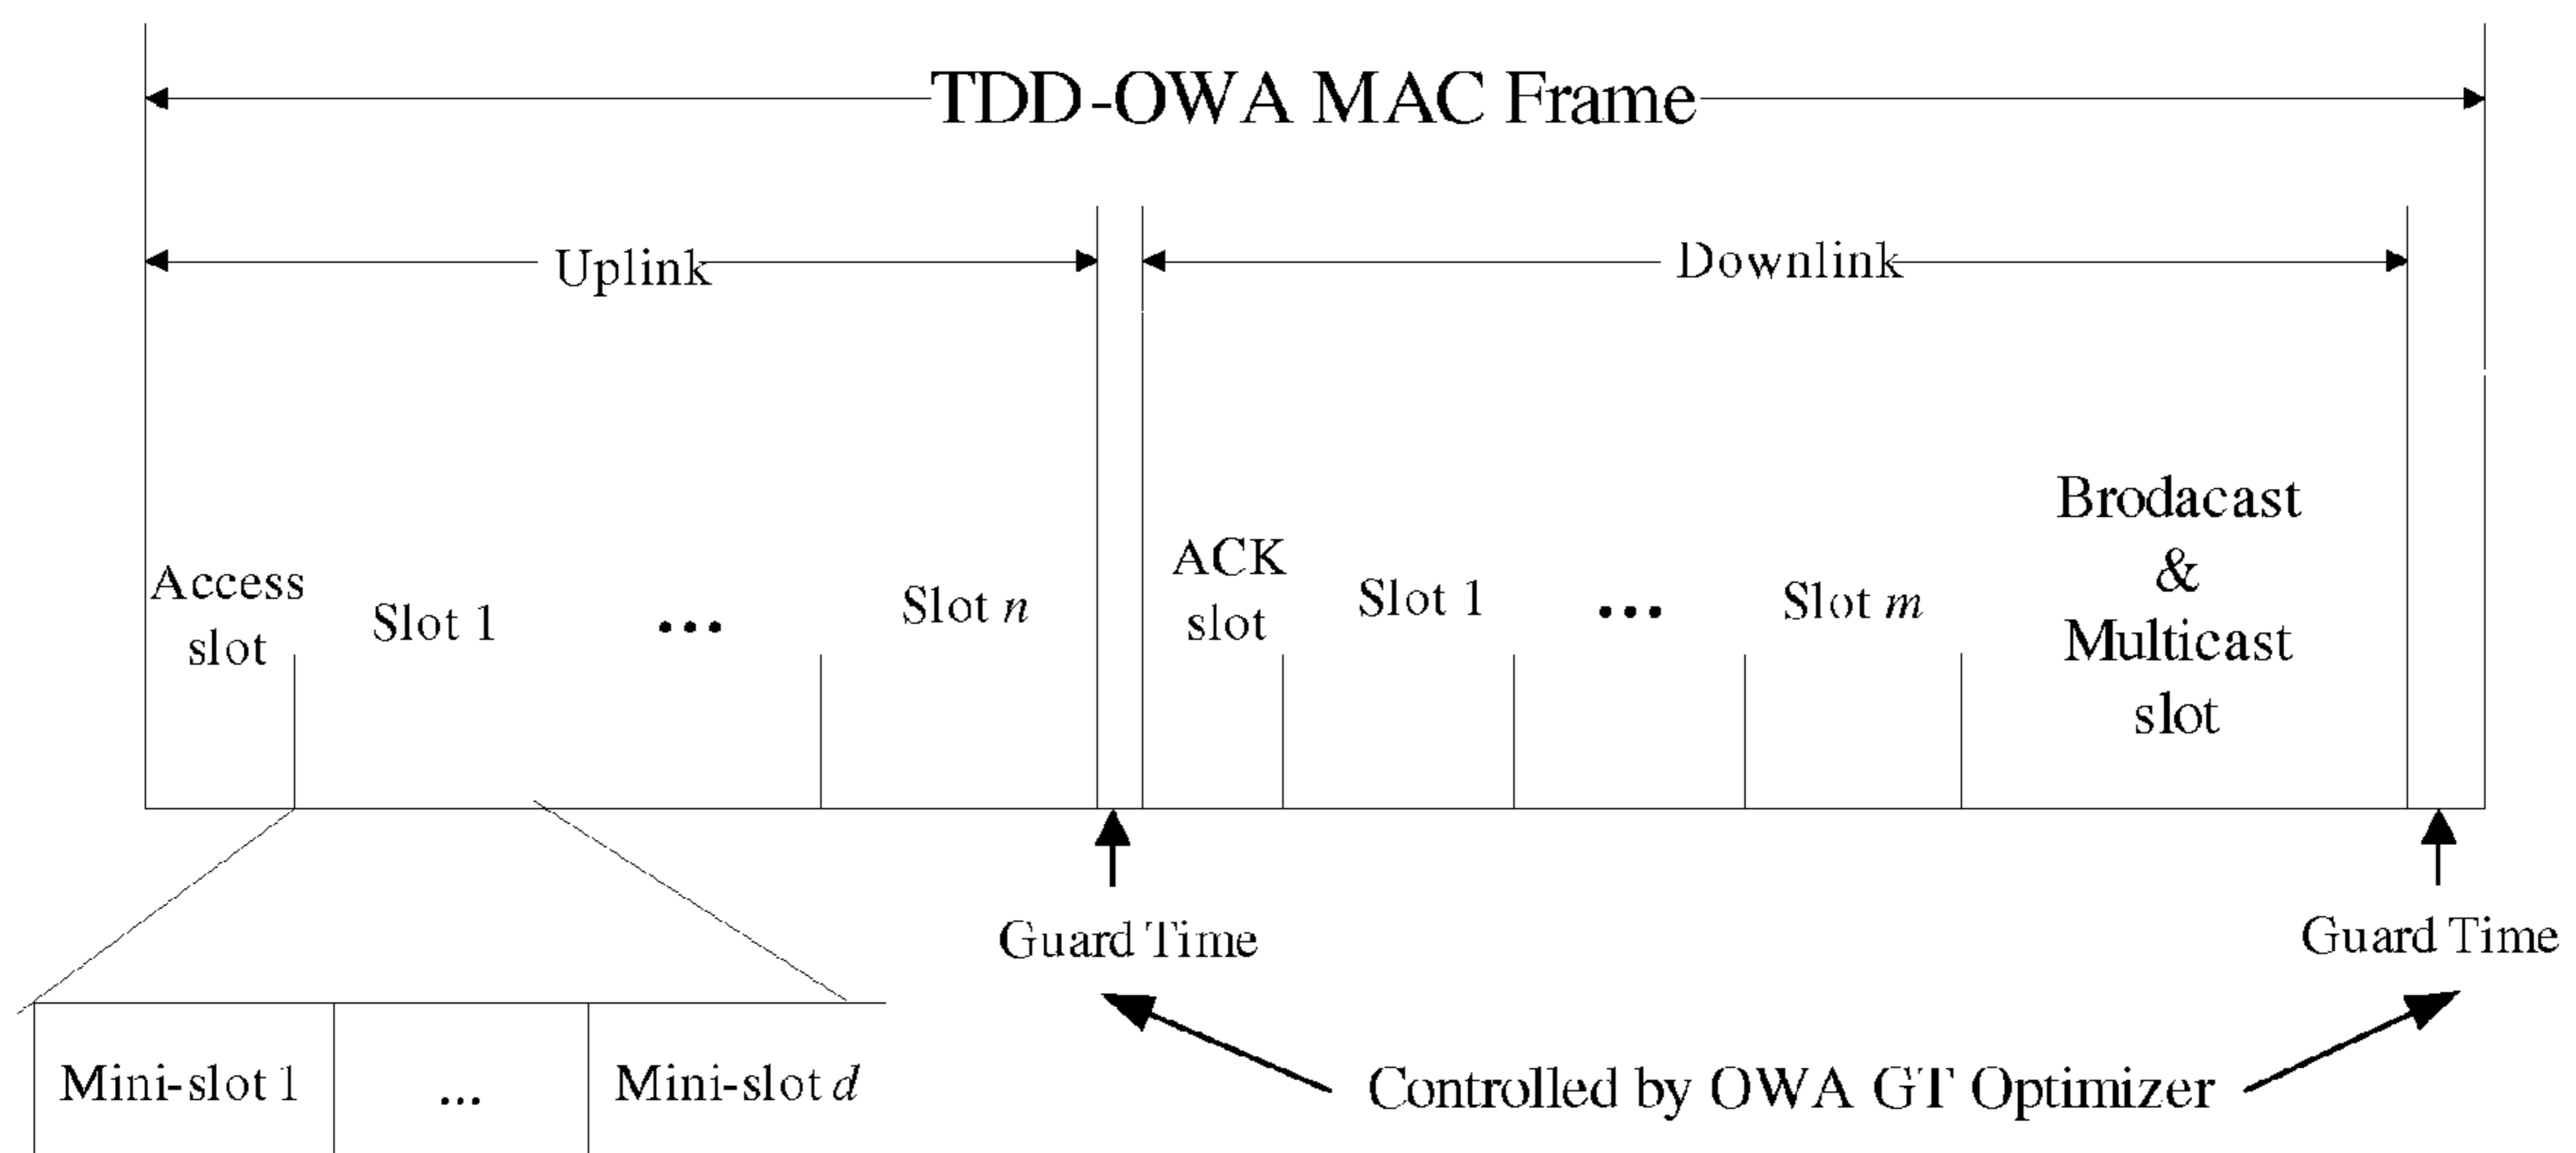 TDD-OWA MAC Frame
Uplink
Downlink
Access
slot
Slot 1
...
Slot n
ACK
slot
Slot 1
...
Slot m
Brodacast
&
Multicast
slot
Guard Time
Guard Time
Mini-slot 1
...
Mini-slot d
Controlled by OWA GT Optimizer